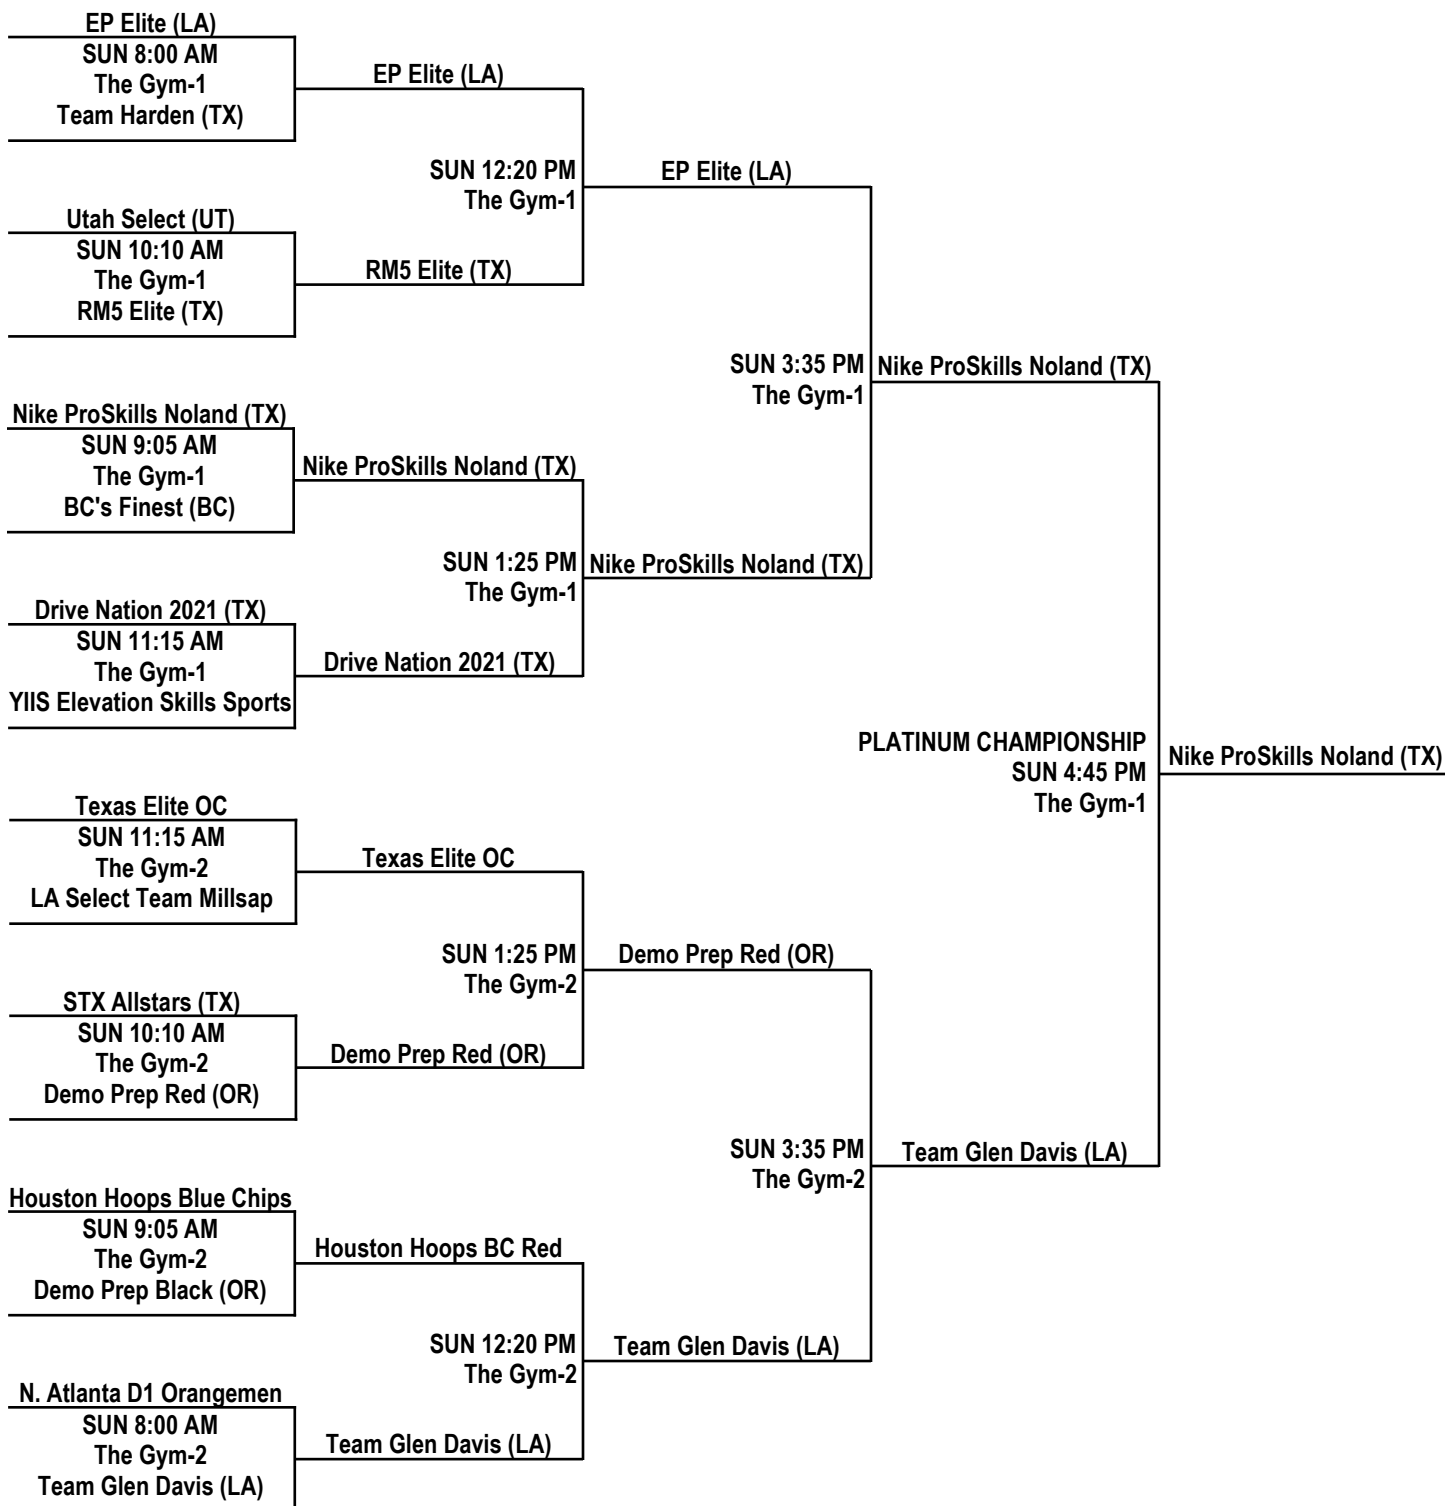 EP Elite (LA)
SUN 8:00 AM
The Gym-1
Team Harden (TX)
EP Elite (LA)
SUN 12:20 PM
The Gym-1
Utah Select (UT)
SUN 10:10 AM
The Gym-1
RM5 Elite (TX)
RM5 Elite (TX)
EP Elite (LA)
SUN 3:35 PM
The Gym-1
Nike ProSkills Noland (TX)
SUN 9:05 AM
The Gym-1
BC's Finest (BC)
Nike ProSkills Noland (TX)
SUN 1:25 PM
The Gym-1
Drive Nation 2021 (TX)
SUN 11:15 AM
The Gym-1
YIIS Elevation Skills Sports
Drive Nation 2021 (TX)
Nike ProSkills Noland (TX)
Nike ProSkills Noland (TX)
PLATINUM CHAMPIONSHIP
SUN 4:45 PM
The Gym-1
Nike ProSkills Noland (TX)
Texas Elite OC
SUN 11:15 AM
The Gym-2
LA Select Team Millsap
Texas Elite OC
SUN 1:25 PM
The Gym-2
STX Allstars (TX)
SUN 10:10 AM
The Gym-2
Demo Prep Red (OR)
Demo Prep Red (OR)
Demo Prep Red (OR)
SUN 3:35 PM
The Gym-2
Team Glen Davis (LA)
Houston Hoops Blue Chips
SUN 9:05 AM
The Gym-2
Demo Prep Black (OR)
Houston Hoops BC Red
SUN 12:20 PM
The Gym-2
Team Glen Davis (LA)
N. Atlanta D1 Orangemen
SUN 8:00 AM
The Gym-2
Team Glen Davis (LA)
Team Glen Davis (LA)